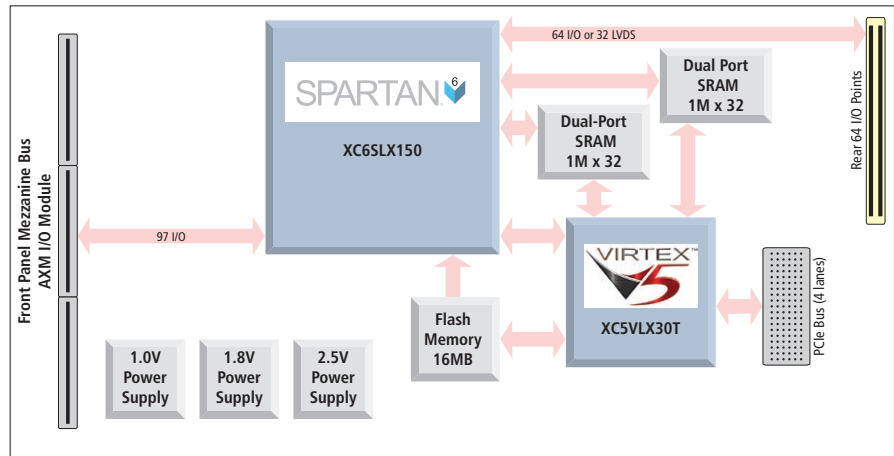 Front Panel Mezzanine Bus
AXM I/O Module
97 I/O
SPARTAN
6
XC6SLX150
64 I/O or 32 LVDS
Dual Port
SRAM
1M x 32
Dual-Port
SRAM
1M x 32
Rear 64 I/O Points
VIRTEX™
5
XC5VLX30T
PCIe Bus (4 lanes)
Flash
Memory
16MB
1.0V
Power
Supply
1.8V
Power
Supply
2.5V
Power
Supply